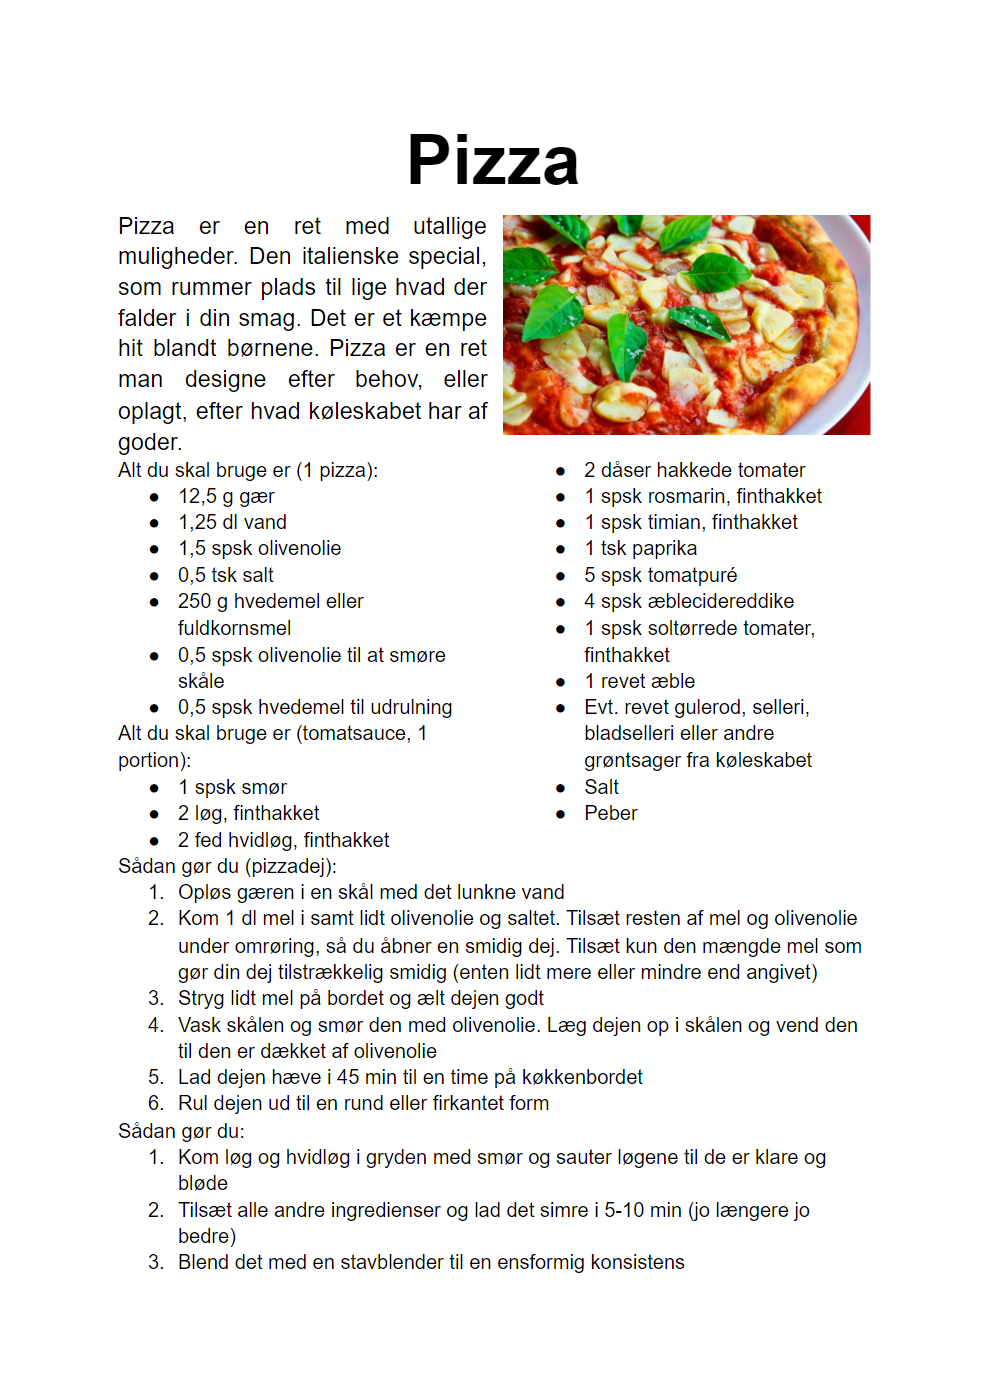 Pizza
Pizza er en ret med utallige
muligheder. Den italienske special,
som rummer plads til lige hvad der
falder i din smag. Det er et kæmpe
hit blandt børnene. Pizza er en ret
man designe efter behov, eller
oplagt, efter hvad køleskabet har af
goder.
Alt du skal bruge er (1 pizza):
● 12,5 g gær
● 1,25 dl vand
● 1,5 spsk olivenolie
● 0,5 tsk salt
● 250 g hvedemel eller
fuldkornsmel
● 0,5 spsk olivenolie til at smøre
skåle
● 0,5 spsk hvedemel til udrulning
Alt du skal bruge er (tomatsauce, 1
portion):
● 1 spsk smør
● 2 løg, finthakket
● 2 fed hvidløg, finthakket
● 2 dåser hakkede tomater
● 1 spsk rosmarin, finthakket
● 1 spsk timian, finthakket
● 1 tsk paprika
● 5 spsk tomatpuré
● 4 spsk æblecidereddike
● 1 spsk soltørrede tomater,
finthakket
● 1 revet æble
● Evt. revet gulerod, selleri,
bladselleri eller andre
grøntsager fra køleskabet
● Salt
● Peber
Sådan gør du (pizzadej):
1. Opløs gæren i en skål med det lunkne vand
2. Kom 1 dl mel i samt lidt olivenolie og saltet. Tilsæt resten af mel og olivenolie
under omrøring, så du åbner en smidig dej. Tilsæt kun den mængde mel som
gør din dej tilstrækkelig smidig (enten lidt mere eller mindre end angivet)
3. Stryg lidt mel på bordet og ælt dejen godt
4. Vask skålen og smør den med olivenolie. Læg dejen op i skålen og vend den
til den er dækket af olivenolie
5. Lad dejen hæve i 45 min til en time på køkkenbordet
6. Rul dejen ud til en rund eller firkantet form
Sådan gør du:
1. Kom løg og hvidløg i gryden med smør og sauter løgene til de er klare og
bløde
2. Tilsæt alle andre ingredienser og lad det simre i 5-10 min (jo længere jo
bedre)
3. Blend det med en stavblender til en ensformig konsistens